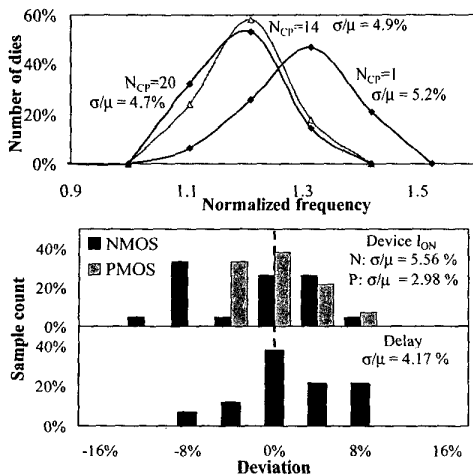 60%
40%
20%
0%
Number of dies
N_CP=20
σ/μ = 4.7%
N_CP=14
σ/μ = 4.9%
N_CP=1
σ/μ = 5.2%
0.9 1.1 1.3 1.5
Normalized frequency
40%
20%
0%
Sample count
NMOS
PMOS
Device I_ON
N: σ/μ = 5.56 %
P: σ/μ = 2.98 %
40%
20%
0%
Delay
σ/μ = 4.17 %
-16% -8% 0% 8% 16%
Deviation